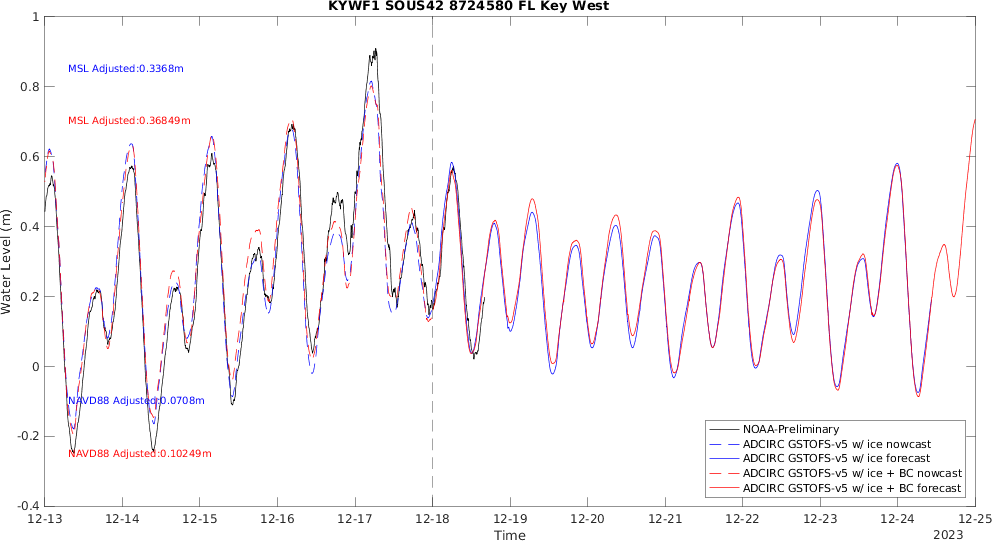 KYWF1 SOUS42 8724580 FL Key West
1
0.8
0.6
0.4
0.2
0
-0.2
-0.4
Water Level (m)
MSL Adjusted:0.3368m
MSL Adjusted:0.36849m
NAVD88 Adjusted:0.0708m
NAVD88 Adjusted:0.10249m
NOAA-Preliminary
ADCIRC GSTOFS-v5 w/ ice nowcast
ADCIRC GSTOFS-v5 w/ ice forecast
ADCIRC GSTOFS-v5 w/ ice + BC nowcast
ADCIRC GSTOFS-v5 w/ ice + BC forecast
12-13 12-14 12-15 12-16 12-17 12-18 12-19 12-20 12-21 12-22 12-23 12-24 12-25
Time
2023